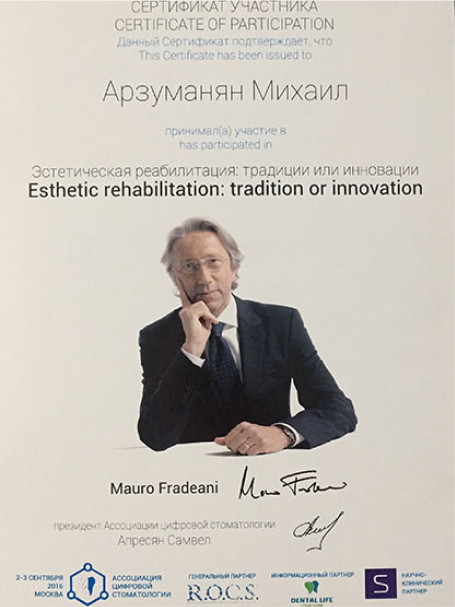 СЕРТИФИКАТ УЧАСТНИКА
CERTIFICATE OF PARTICIPATION
Данный Сертификат подтверждает, что
This Certificate has been issued to
Арзуманян Михаил
принимал(а) участие в
has participated in
Эстетическая реабилитация: традиции или инновации
Esthetic rehabilitation: tradition or innovation
Mauro Fradeani
президент Ассоциации цифровой стоматологии
Апресян Самвел
2-3 СЕНТЯБРЯ
2016
МОСКВА
АССОЦИАЦИЯ
ЦИФРОВОЙ
СТОМАТОЛОГИИ
ГЕНЕРАЛЬНЫЙ ПАРТНЕР
R.O.C.S.
ИНФОРМАЦИОННЫЙ ПАРТНЕР
DENTAL LIFE
S
НАУЧНО-
КЛИНИЧЕСКИЙ
ПАРТНЕР